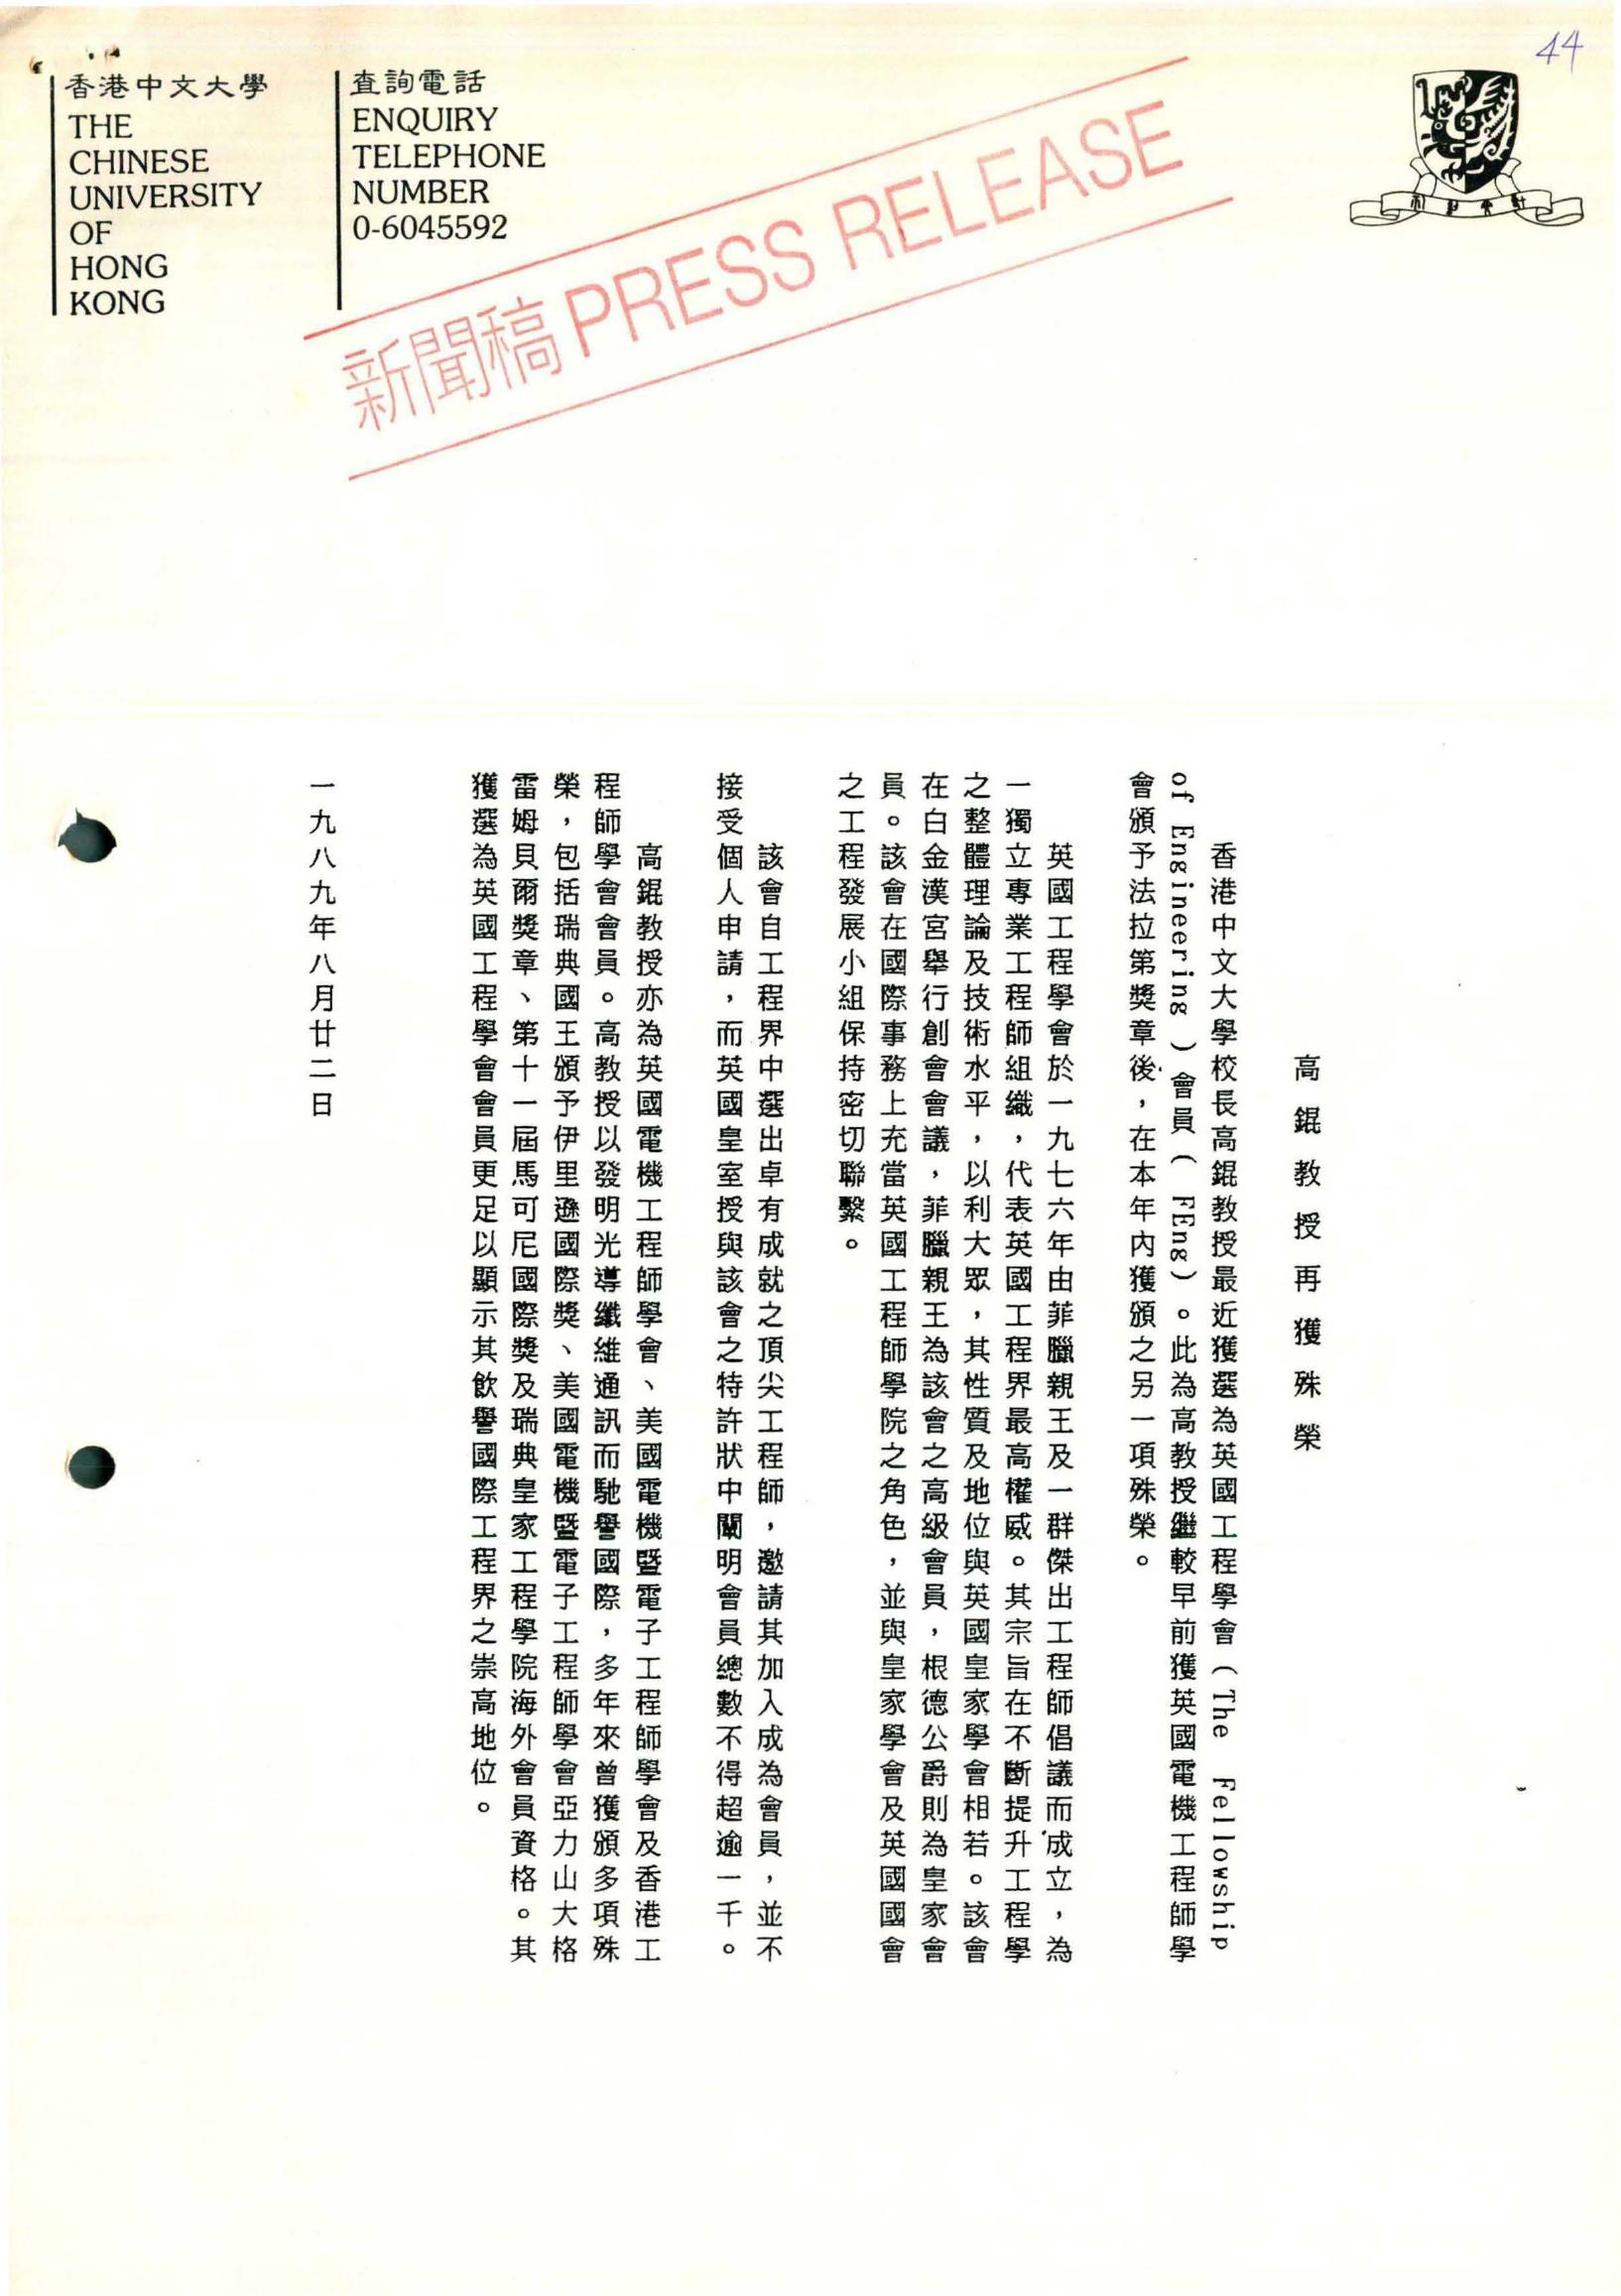 44
香港中文大學
THE
CHINESE
UNIVERSITY
OF
HONG
KONG
查詢電話
ENQUIRY
TELEPHONE
NUMBER
0-6045592
新聞稿 PRESS RELEASE
高錕教授再獲殊榮
香港中文大學校長高錕教授最近獲選為英國工程學會(The Fellowship
of Engineering)會員(FEng)。此為高教授繼較早前獲英國電機工程師學
會頒予法拉第獎章後,在本年內獲頒之另一項殊榮。
英國工程學會於一九七六年由菲臘親王及一群傑出工程師倡議而成立,為
一獨立專業工程師組織,代表英國工程界最高權威。其宗旨在不斷提升工程學
之整體理論及技術水平,以利大眾,其性質及地位與英國皇家學會相若。該會
在白金漢宮舉行創會會議,菲臘親王為該會之高級會員,根德公爵則為皇家會
員。該會在國際事務上充當英國工程師學院之角色,並與皇家學會及英國國會
之工程發展小組保持密切聯繫。
該會自工程界中選出卓有成就之頂尖工程師,邀請其加入成為會員,並不
接受個人申請,而英國皇室授與該會之特許狀中闡明會員總數不得超逾一千。
高錕教授亦為英國電機工程師學會、美國電機暨電子工程師學會及香港工
程師學會會員。高教授以發明光導纖維通訊而馳譽國際,多年來曾獲頒多項殊
榮,包括瑞典國王頒予伊里遜國際獎、美國電機暨電子工程師學會亞力山大格
雷姆貝爾獎章、第十一屆馬可尼國際獎及瑞典皇家工程學院海外會員資格。其
獲選為英國工程學會會員更足以顯示其飲譽國際工程界之崇高地位。
一九八九年八月廿二日